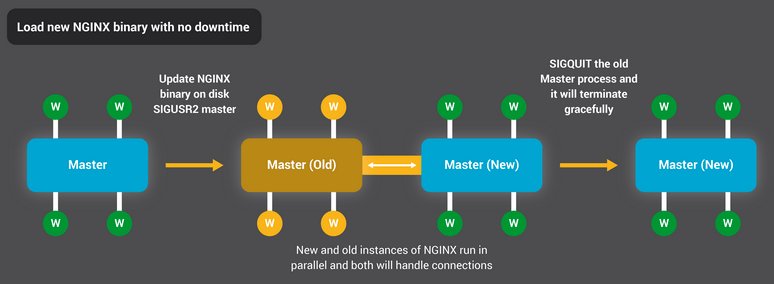 Load new NGINX binary with no downtime
Update NGINX
binary on disk
SIGUSR2 master
SIGQUIT the old
Master process and
it will terminate
gracefully
W W W W W W W W
Master Master (Old) Master (New) Master (New)
W W W W W W W W
New and old instances of NGINX run in
parallel and both will handle connections